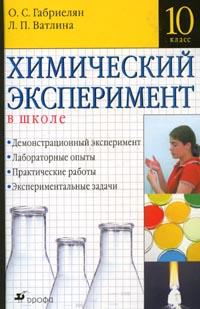 О. С. Габриелян
Л. П. Ватлина
10
класс
ХИМИЧЕСКИЙ
ЭКСПЕРИМЕНТ
в школе
• Демонстрационный эксперимент
• Лабораторные опыты
• Практические работы
• Экспериментальные задачи
дрофа